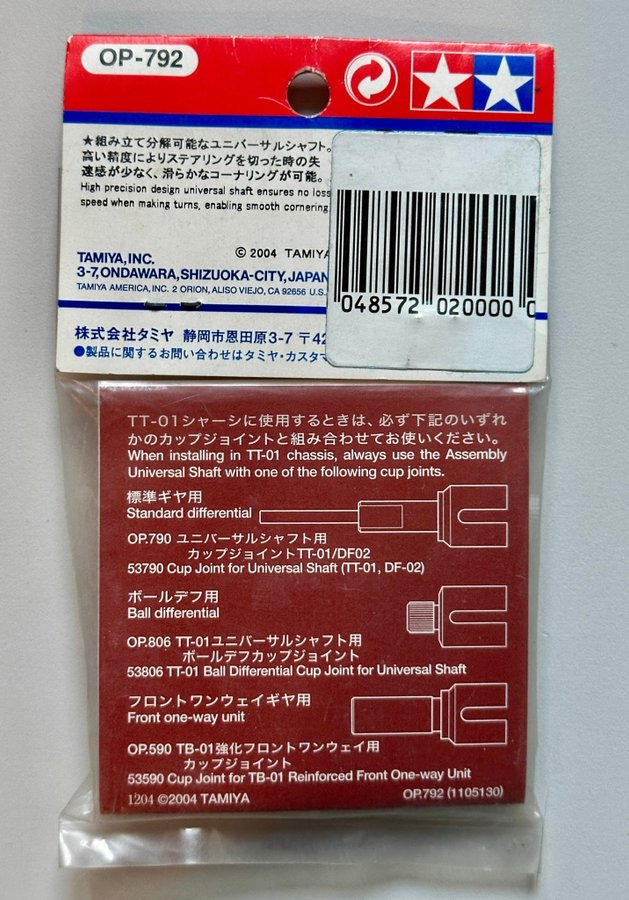 OP-792
★組み立て分解可能なユニバーサルシャフト。
高い精度によりステアリングを切った時の失
速感が少なく、滑らかなコーナリングが可能。
High precision design universal shaft ensures no loss
speed when making turns, enabling smooth cornering.
© 2004 TAMIYA
TAMIYA, INC.
3-7, ONDAWARA, SHIZUOKA-CITY, JAPAN
TAMIYA AMERICA, INC. 2 ORION, ALISO VIEJO, CA 92656 U.S.
株式会社タミヤ 静岡市恩田原3-7 〒42
●製品に関するお問い合わせはタミヤ・カスタマ
048572 020000 0
TT-01シャーシに使用するときは、必ず下記のいずれ
かのカップジョイントと組み合わせてお使いください。
When installing in TT-01 chassis, always use the Assembly
Universal Shaft with one of the following cup joints.
標準ギヤ用
Standard differential
OP.790 ユニバーサルシャフト用
カップジョイントTT-01/DF02
53790 Cup Joint for Universal Shaft (TT-01, DF-02)
ボールデフ用
Ball differential
OP.806 TT-01ユニバーサルシャフト用
ボールデフカップジョイント
53806 TT-01 Ball Differential Cup Joint for Universal Shaft
フロントワンウェイギヤ用
Front one-way unit
OP.590 TB-01強化フロントワンウェイ用
カップジョイント
53590 Cup Joint for TB-01 Reinforced Front One-way Unit
1204 ©2004 TAMIYA
OP.792 (1105130)